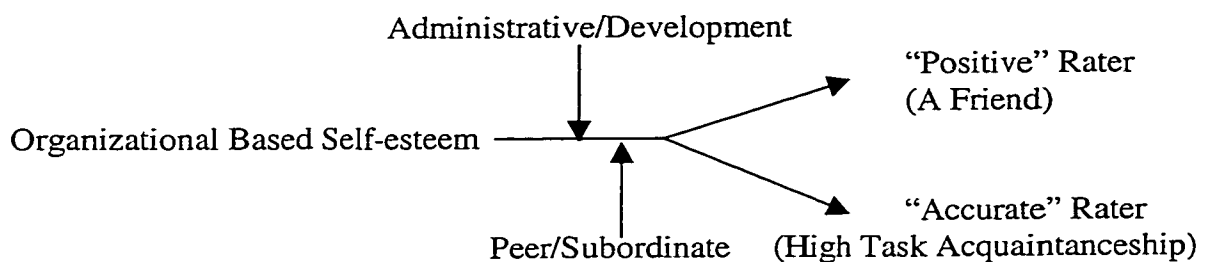 Administrative/Development
“Positive” Rater
(A Friend)
Organizational Based Self-esteem
“Accurate” Rater
Peer/Subordinate
(High Task Acquaintanceship)